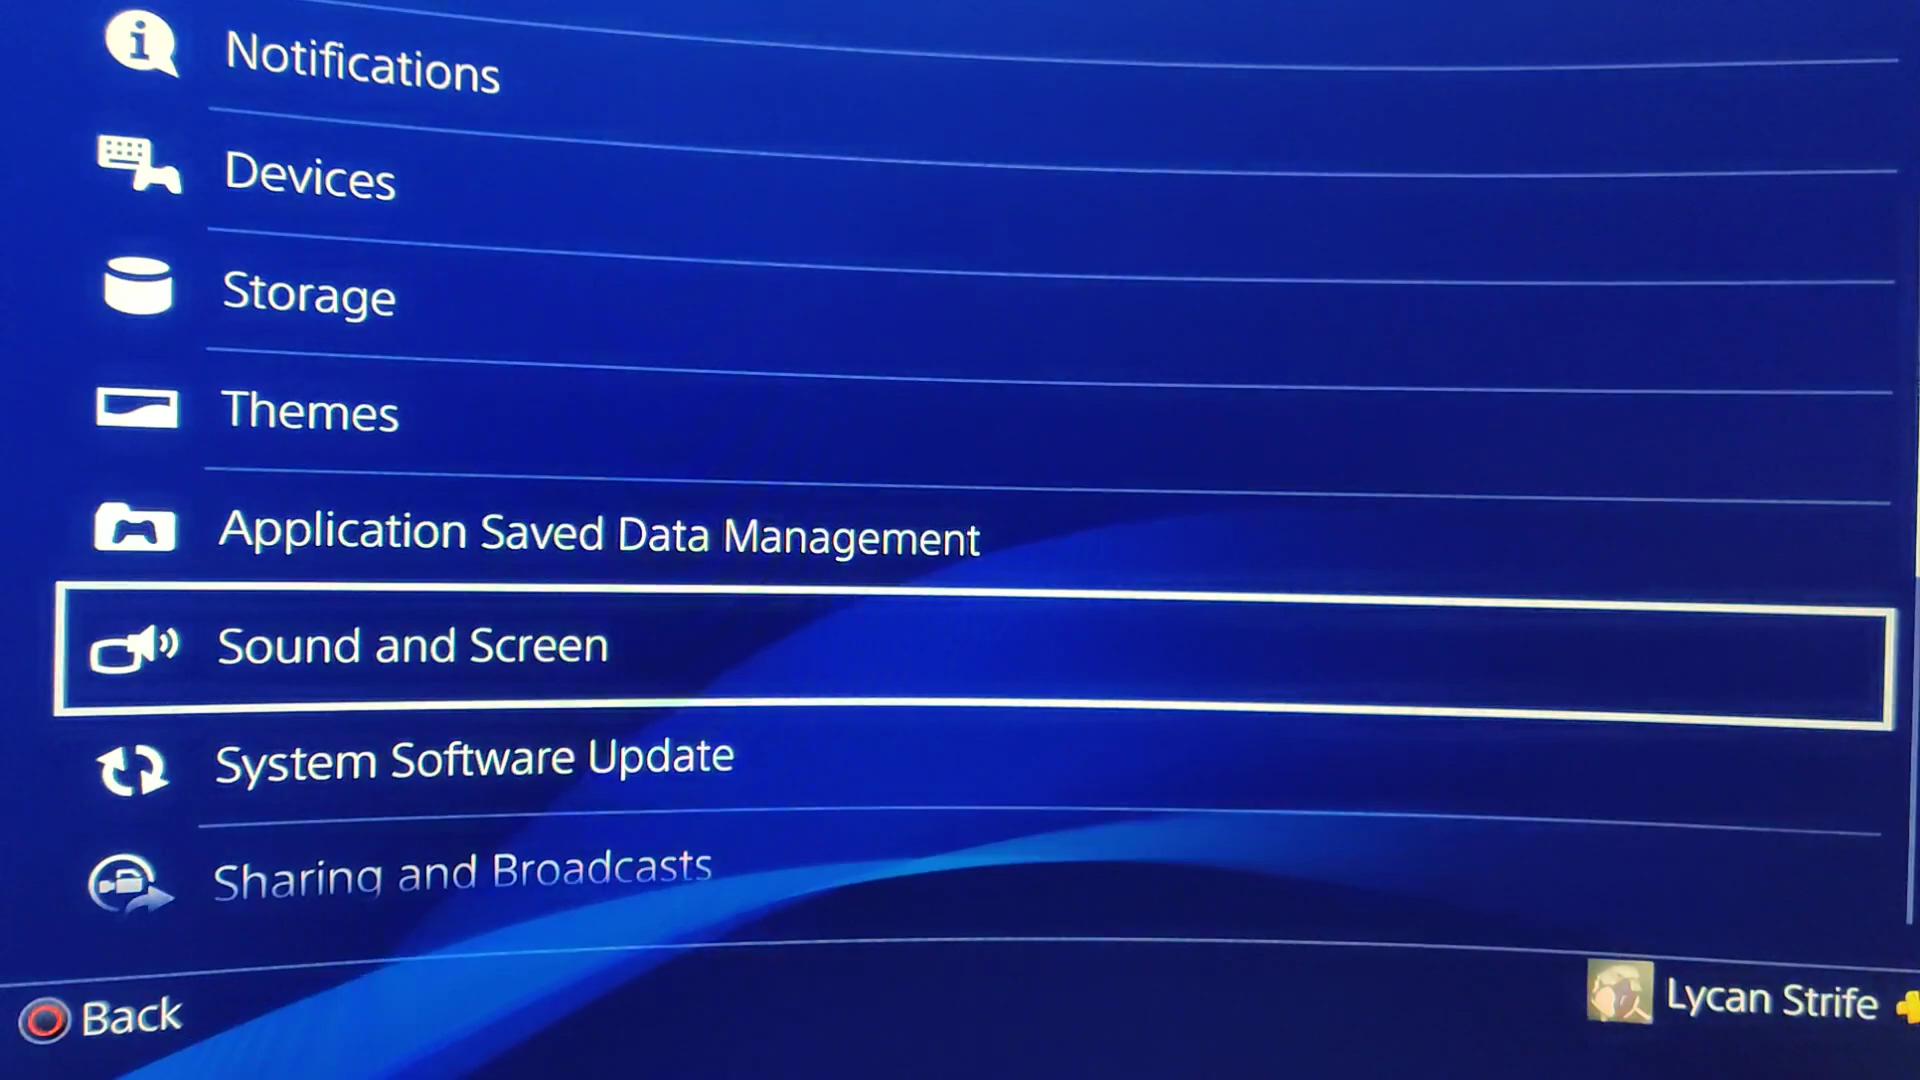 Notifications
Devices
Storage
Themes
Application Saved Data Management
Sound and Screen
System Software Update
Sharing and Broadcasts
Back
Lycan Strife